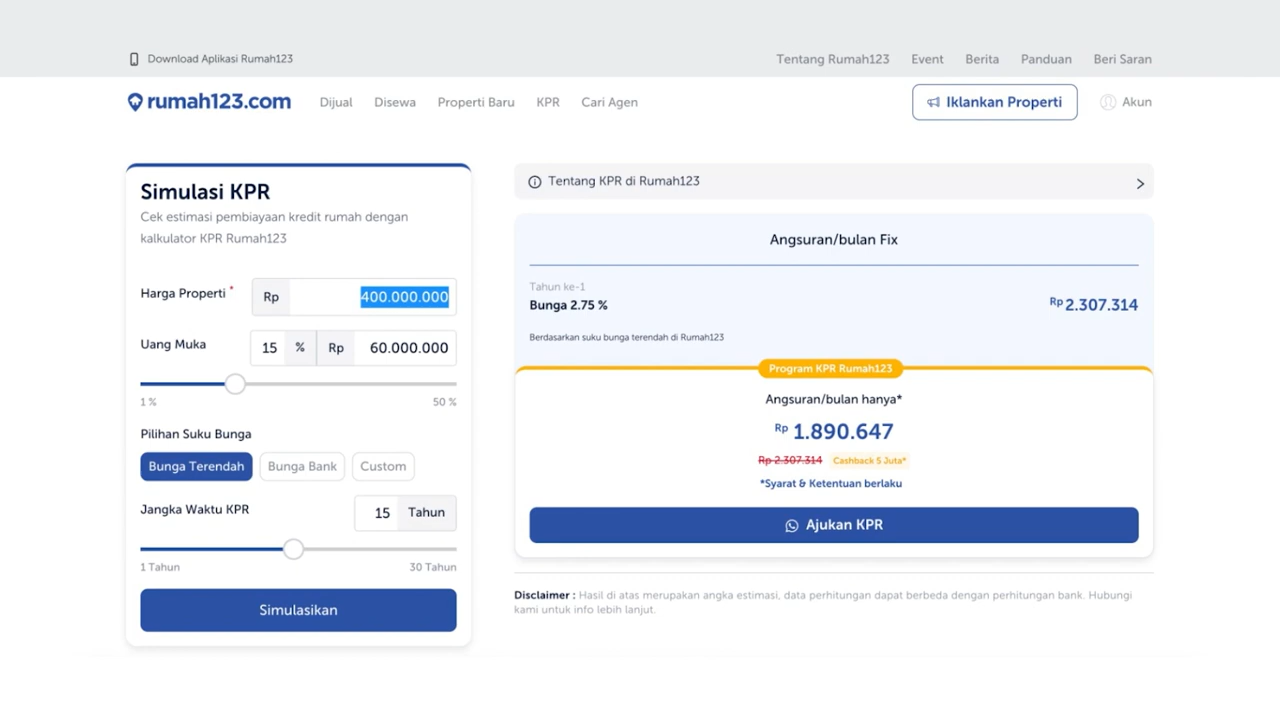 Download Aplikasi Rumah123
Tentang Rumah123 Event Berita Panduan Beri Saran
rumah123.com Dijual Disewa Properti Baru KPR Cari Agen Iklankan Properti Akun
Simulasi KPR
Cek estimasi pembiayaan kredit rumah dengan
kalkulator KPR Rumah123
Harga Properti * Rp 400.000.000
Uang Muka 15 % Rp 60.000.000
1 % 50 %
Pilihan Suku Bunga
Bunga Terendah Bunga Bank Custom
Jangka Waktu KPR 15 Tahun
1 Tahun 30 Tahun
Simulasikan
Tentang KPR di Rumah123
Angsuran/bulan Fix
Tahun ke-1
Bunga 2.75 % Rp 2.307.314
Berdasarkan suku bunga terendah di Rumah123
Program KPR Rumah123
Angsuran/bulan hanya*
Rp 1.890.647
Rp 2.307.314 Cashback 5 Juta*
*Syarat & Ketentuan berlaku
Ajukan KPR
Disclaimer : Hasil di atas merupakan angka estimasi, data perhitungan dapat berbeda dengan perhitungan bank. Hubungi
kami untuk info lebih lanjut.